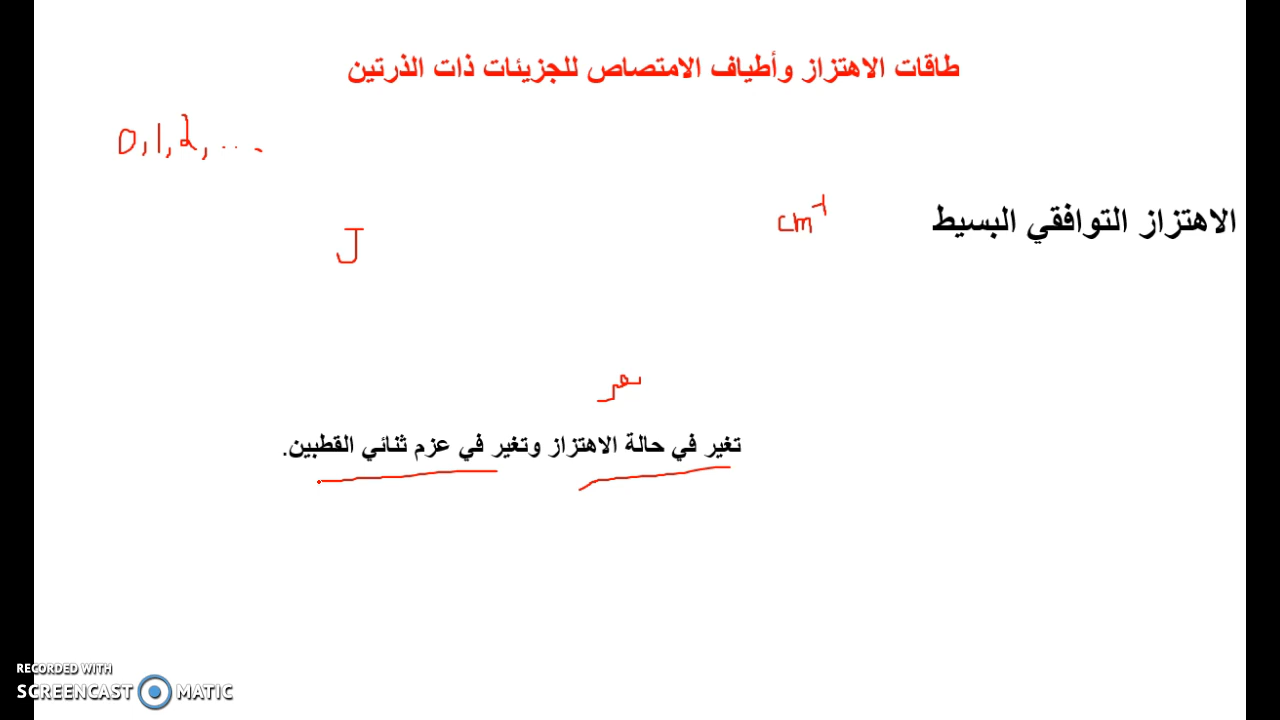 طاقات الاهتزاز وأطياف الامتصاص للجزيئات ذات الذرتين
0,1,2,....
الاهتزاز التوافقي البسيط
cm⁻¹
J
تغير في حالة الاهتزاز وتغير في عزم ثنائي القطبين.
RECORDED WITH
SCREENCAST MATIC